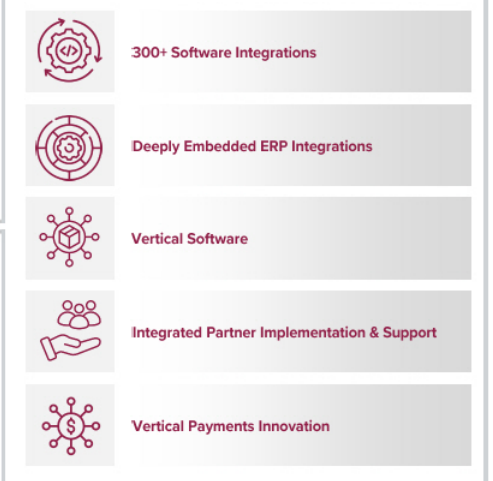 300+ Software Integrations
Deeply Embedded ERP Integrations
Vertical Software
Integrated Partner Implementation & Support
Vertical Payments Innovation